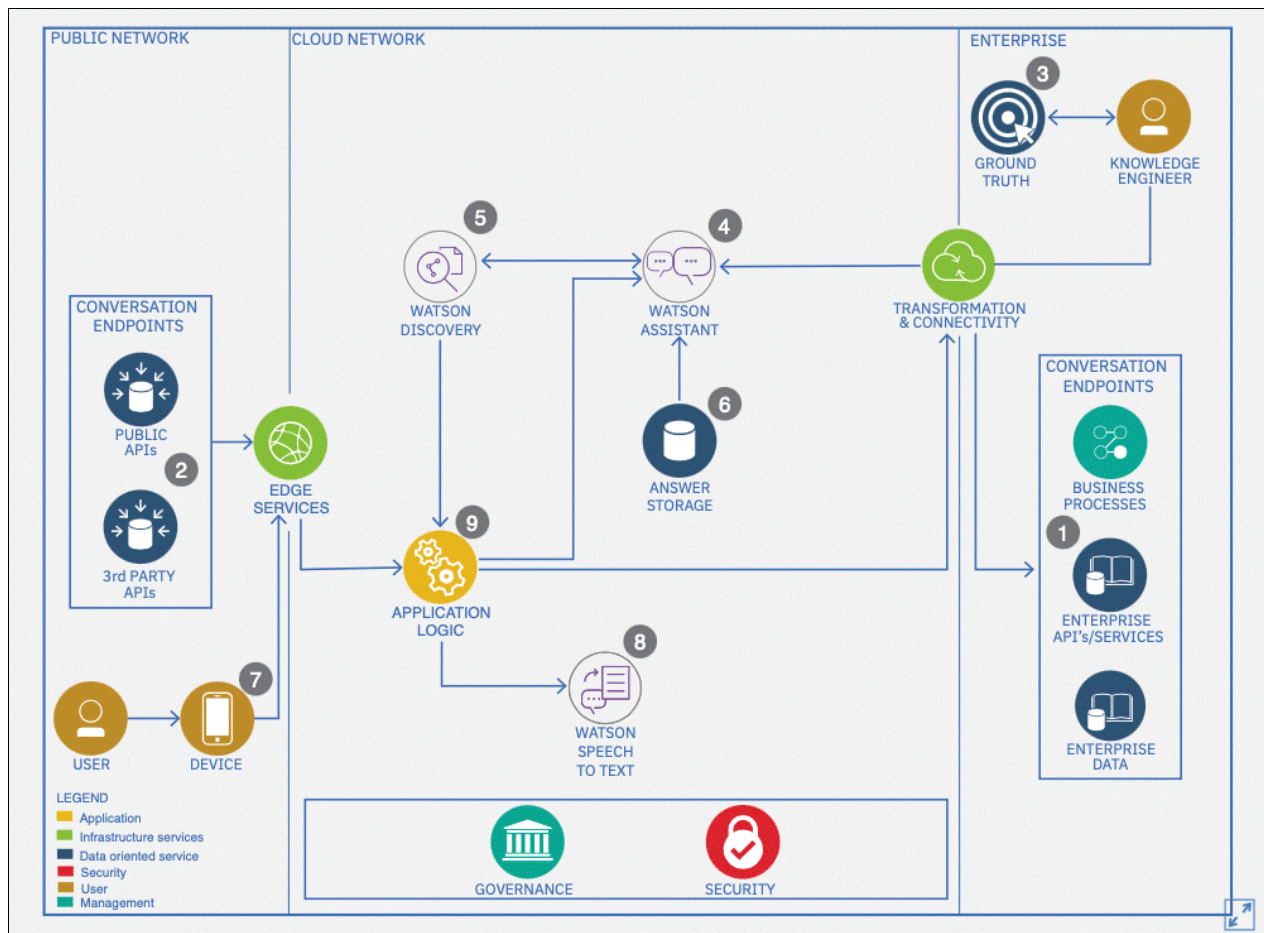 PUBLIC NETWORK
CLOUD NETWORK
ENTERPRISE
3
GROUND
TRUTH
KNOWLEDGE
ENGINEER
5
WATSON
DISCOVERY
4
WATSON
ASSISTANT
TRANSFORMATION
& CONNECTIVITY
CONVERSATION
ENDPOINTS
PUBLIC
APIs
2
3rd PARTY
APIs
EDGE
SERVICES
6
ANSWER
STORAGE
9
APPLICATION
LOGIC
8
WATSON
SPEECH
TO TEXT
CONVERSATION
ENDPOINTS
BUSINESS
PROCESSES
1
ENTERPRISE
API's/SERVICES
ENTERPRISE
DATA
USER
7
DEVICE
LEGEND
Application
Infrastructure services
Data oriented service
Security
User
Management
GOVERNANCE
SECURITY